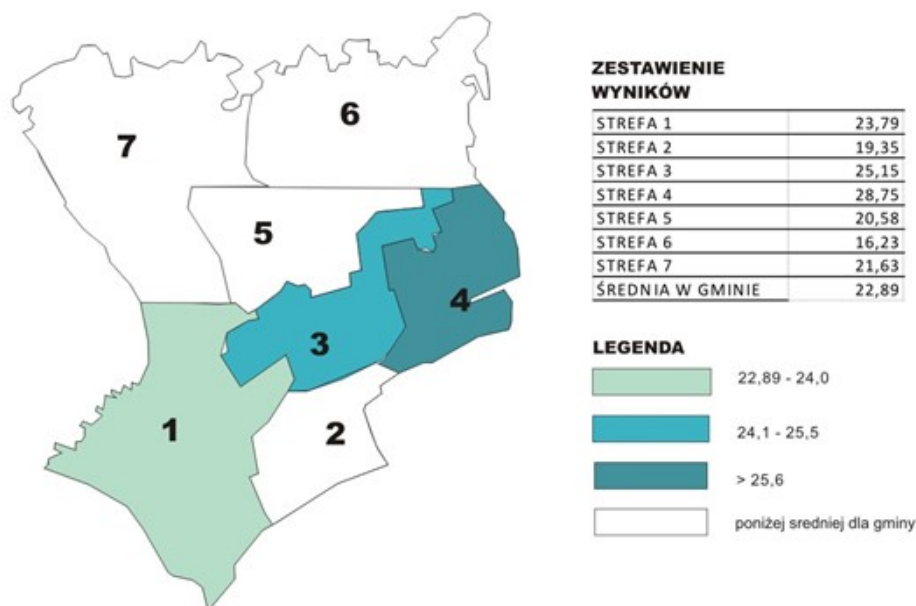 7
6
5
4
3
1
2
ZESTAWIENIE
WYNIKÓW
STREFA 1 23,79
STREFA 2 19,35
STREFA 3 25,15
STREFA 4 28,75
STREFA 5 20,58
STREFA 6 16,23
STREFA 7 21,63
ŚREDNIA W GMINIE 22,89
LEGENDA
22,89 - 24,0
24,1 - 25,5
> 25,6
poniżej sredniej dla gminy